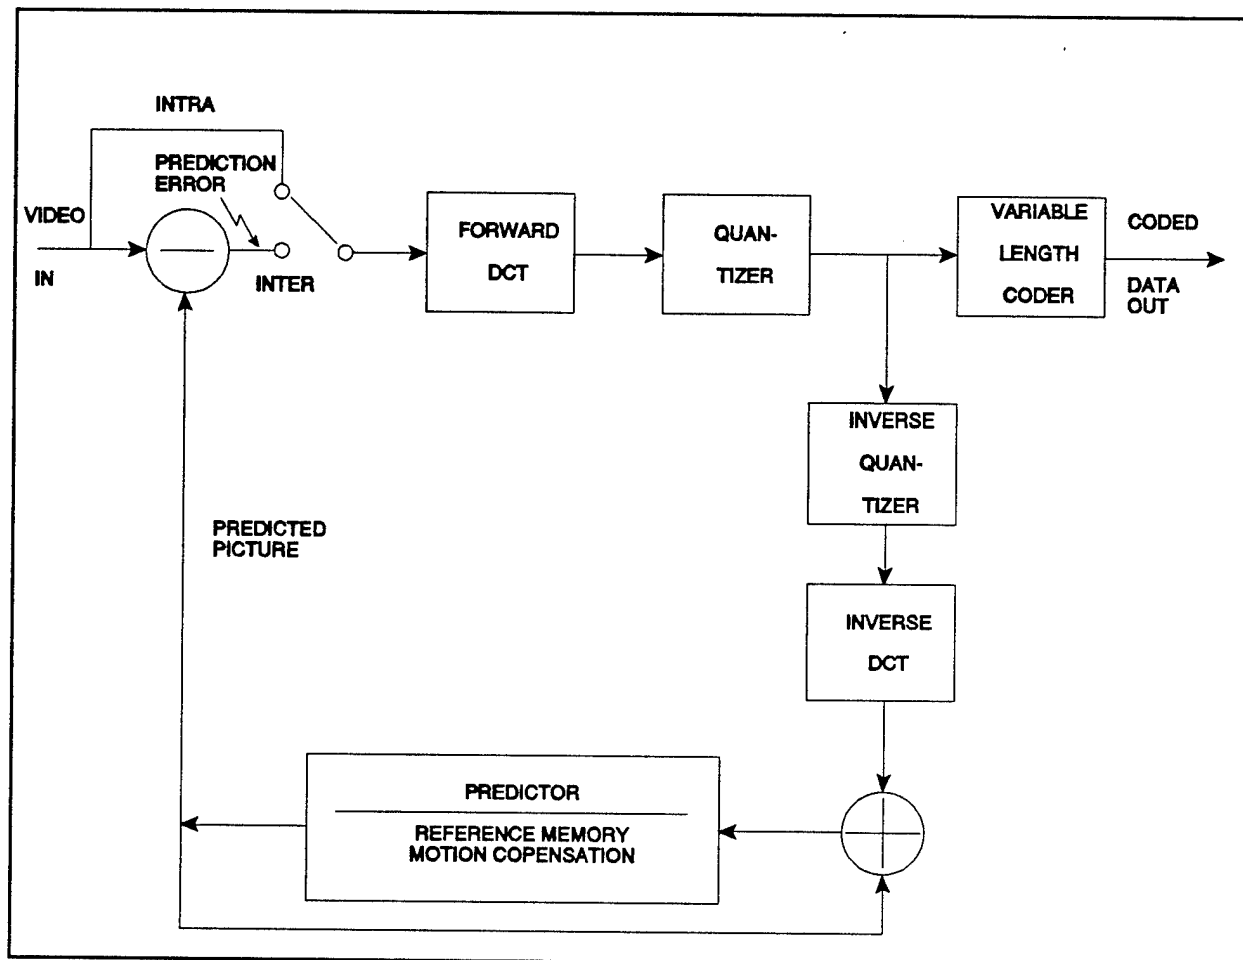 INTRA
PREDICTION
ERROR
VIDEO
IN
INTER
FORWARD
DCT
QUAN-
TIZER
VARIABLE
LENGTH
CODER
CODED
DATA
OUT
INVERSE
QUAN-
TIZER
INVERSE
DCT
PREDICTED
PICTURE
PREDICTOR
REFERENCE MEMORY
MOTION COPENSATION